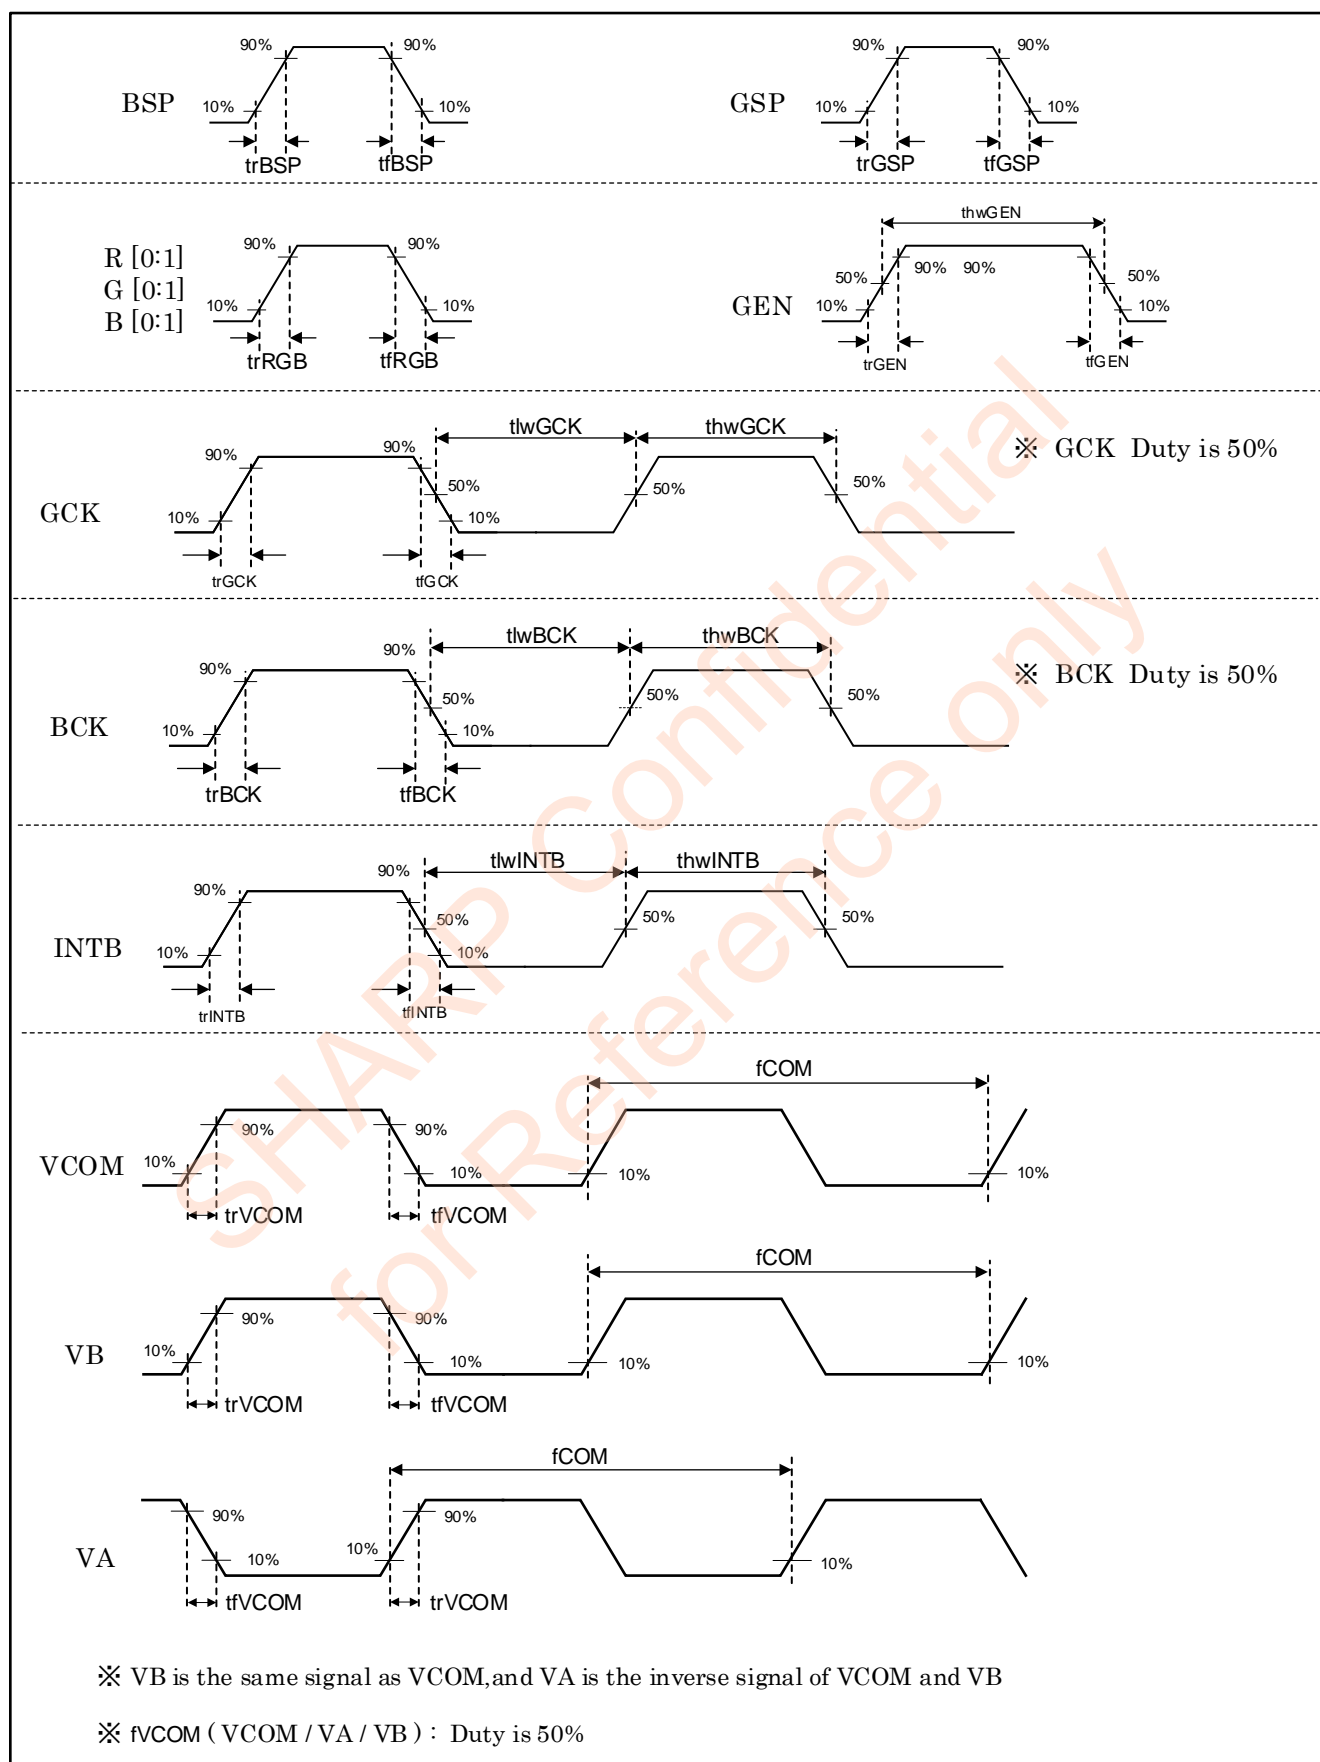 90% 90% 90% 90%
BSP 10% 10% GSP 10% 10%
trBSP tfBSP trGSP tfGSP
thwGEN
R [0:1] 90% 90% 90% 90%
G [0:1] 50% 50%
B [0:1] 10% 10% GEN 10% 10%
trRGB tfRGB trGEN tfGEN
tlwGCK thwGCK
90% 90% ※ GCK Duty is 50%
50% 50% 50%
GCK 10% 10%
trGCK tfGCK
tlwBCK thwBCK
90% 90% ※ BCK Duty is 50%
50% 50% 50%
BCK 10% 10%
trBCK tfBCK
tlwINTB thwINTB
90% 90%
50% 50% 50%
INTB 10% 10%
trINTB tfINTB
fCOM
90% 90%
VCOM 10% 10% 10% 10%
trVCOM tfVCOM
fCOM
90% 90%
VB 10% 10% 10% 10%
trVCOM tfVCOM
fCOM
90% 90%
VA 10% 10% 10%
tfVCOM trVCOM
※ VB is the same signal as VCOM,and VA is the inverse signal of VCOM and VB
※ fVCOM ( VCOM / VA / VB ) : Duty is 50%
SHARP Confidential
for Reference only